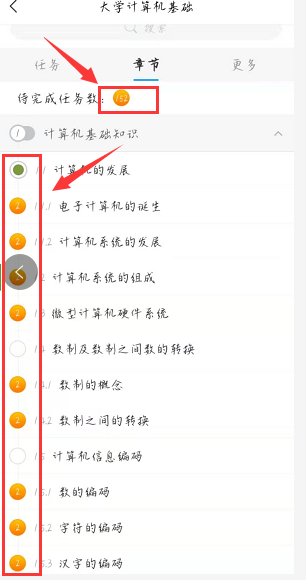 大学计算机基础
搜索
任务 章节 更多
待完成任务数: 152
1 计算机基础知识
1.1 计算机的发展
2 1.1.1 电子计算机的诞生
2 1.1.2 计算机系统的发展
1.2 计算机系统的组成
2 1.3 微型计算机硬件系统
1.4 数制及数制之间数的转换
2 1.4.1 数制的概念
2 1.4.2 数制之间的转换
1.5 计算机信息编码
2 1.5.1 数的编码
2 1.5.2 字符的编码
2 1.5.3 汉字的编码